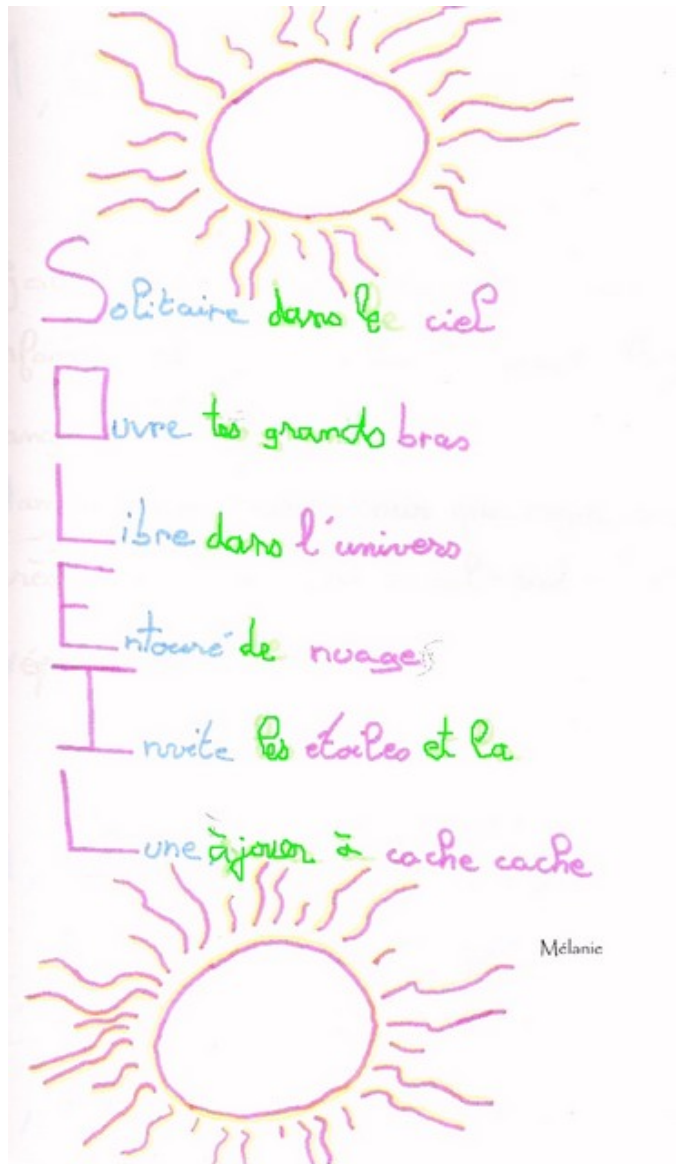 Solitaire dans le ciel
Ouvre tes grands bras
Libre dans l'univers
Entouré de nuages
Invite les étoiles et la
Lune à jouer à cache cache
Mélanie